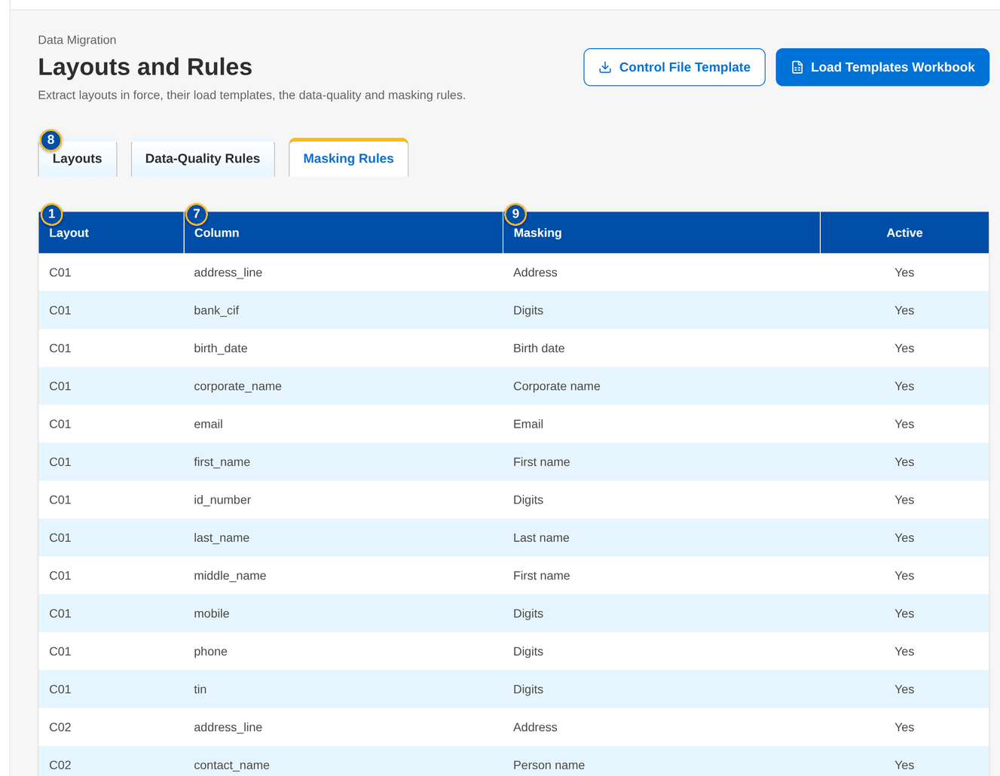 Data Migration
Layouts and Rules
Extract layouts in force, their load templates, the data-quality and masking rules.
Control File Template
Load Templates Workbook
8
Layouts
Data-Quality Rules
Masking Rules
1 7 9
Layout Column Masking Active
C01 address_line Address Yes
C01 bank_cif Digits Yes
C01 birth_date Birth date Yes
C01 corporate_name Corporate name Yes
C01 email Email Yes
C01 first_name First name Yes
C01 id_number Digits Yes
C01 last_name Last name Yes
C01 middle_name First name Yes
C01 mobile Digits Yes
C01 phone Digits Yes
C01 tin Digits Yes
C02 address_line Address Yes
C02 contact_name Person name Yes